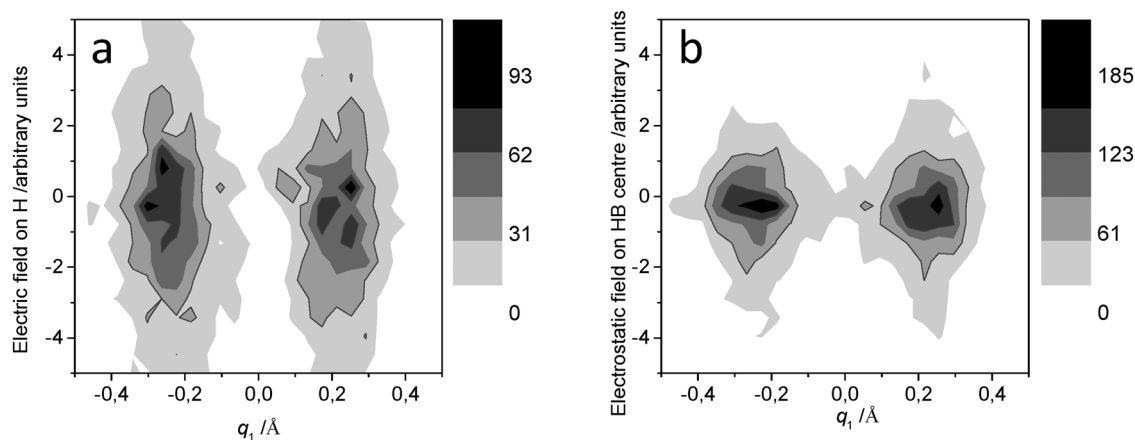 a
Electric field on H /arbitrary units
4
2
0
-2
-4
-0,4 -0,2 0,0 0,2 0,4
q1 /Å
93
62
31
0
b
Electrostatic field on HB centre /arbitrary units
4
2
0
-2
-4
-0,4 -0,2 0,0 0,2 0,4
q1 /Å
185
123
61
0